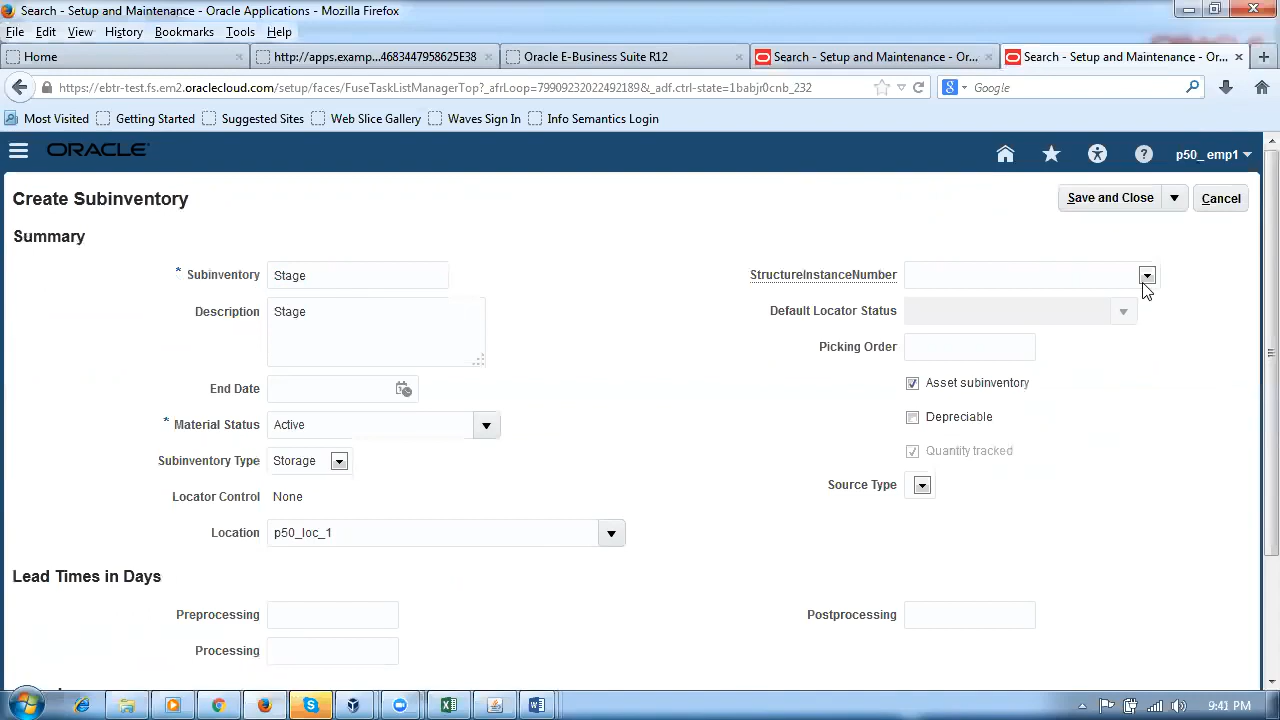 Search - Setup and Maintenance - Oracle Applications - Mozilla Firefox
File Edit View History Bookmarks Tools Help
Home
http://apps.examp...4683447958625E38
Oracle E-Business Suite R12
Search - Setup and Maintenance - Or...
Search - Setup and Maintenance - Or...
https://ebtr-test.fs.em2.oraclecloud.com/setup/faces/FuseTaskListManagerTop?_afrLoop=79909232022492189&_adf.ctrl-state=1babjr0cnb_232
Google
Most Visited Getting Started Suggested Sites Web Slice Gallery Waves Sign In Info Semantics Login
ORACLE
p50_ emp1
Create Subinventory
Save and Close
Cancel
Summary
* Subinventory Stage
Description Stage
End Date
* Material Status Active
Subinventory Type Storage
Locator Control None
Location p50_loc_1
StructureInstanceNumber
Default Locator Status
Picking Order
Asset subinventory
Depreciable
Quantity tracked
Source Type
Lead Times in Days
Preprocessing
Processing
Postprocessing
9:41 PM